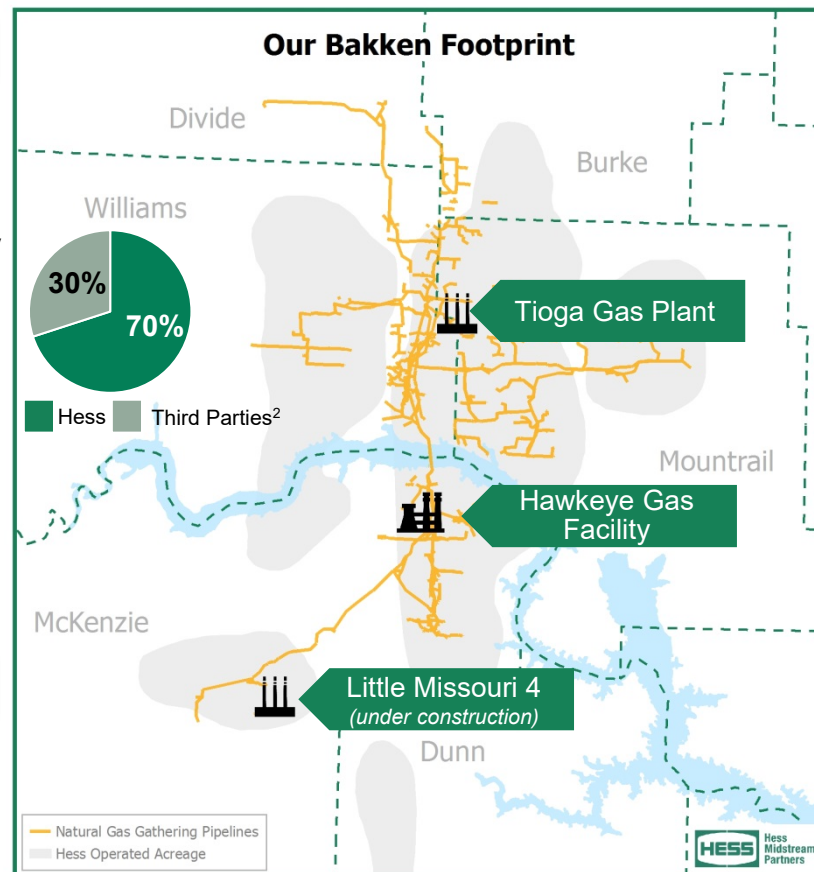 Our Bakken Footprint
Divide
Burke
Williams
30%
70%
Tioga Gas Plant
Hess
Third Parties2
Mountrail
Hawkeye Gas
Facility
McKenzie
Little Missouri 4
(under construction)
Dunn
Natural Gas Gathering Pipelines
Hess Operated Acreage
HESS
Hess
Midstream
Partners